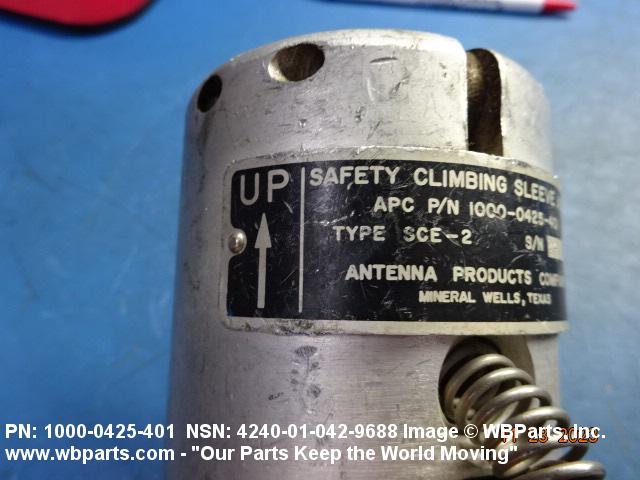 UP
SAFETY CLIMBING SLEEVE
APC P/N 1000-0425-
TYPE SCE-2 S/N
ANTENNA PRODUCTS
MINERAL WELLS, TEXAS
PN: 1000-0425-401 NSN: 4240-01-042-9688 Image © WBParts, Inc.
www.wbparts.com - "Our Parts Keep the World Moving"